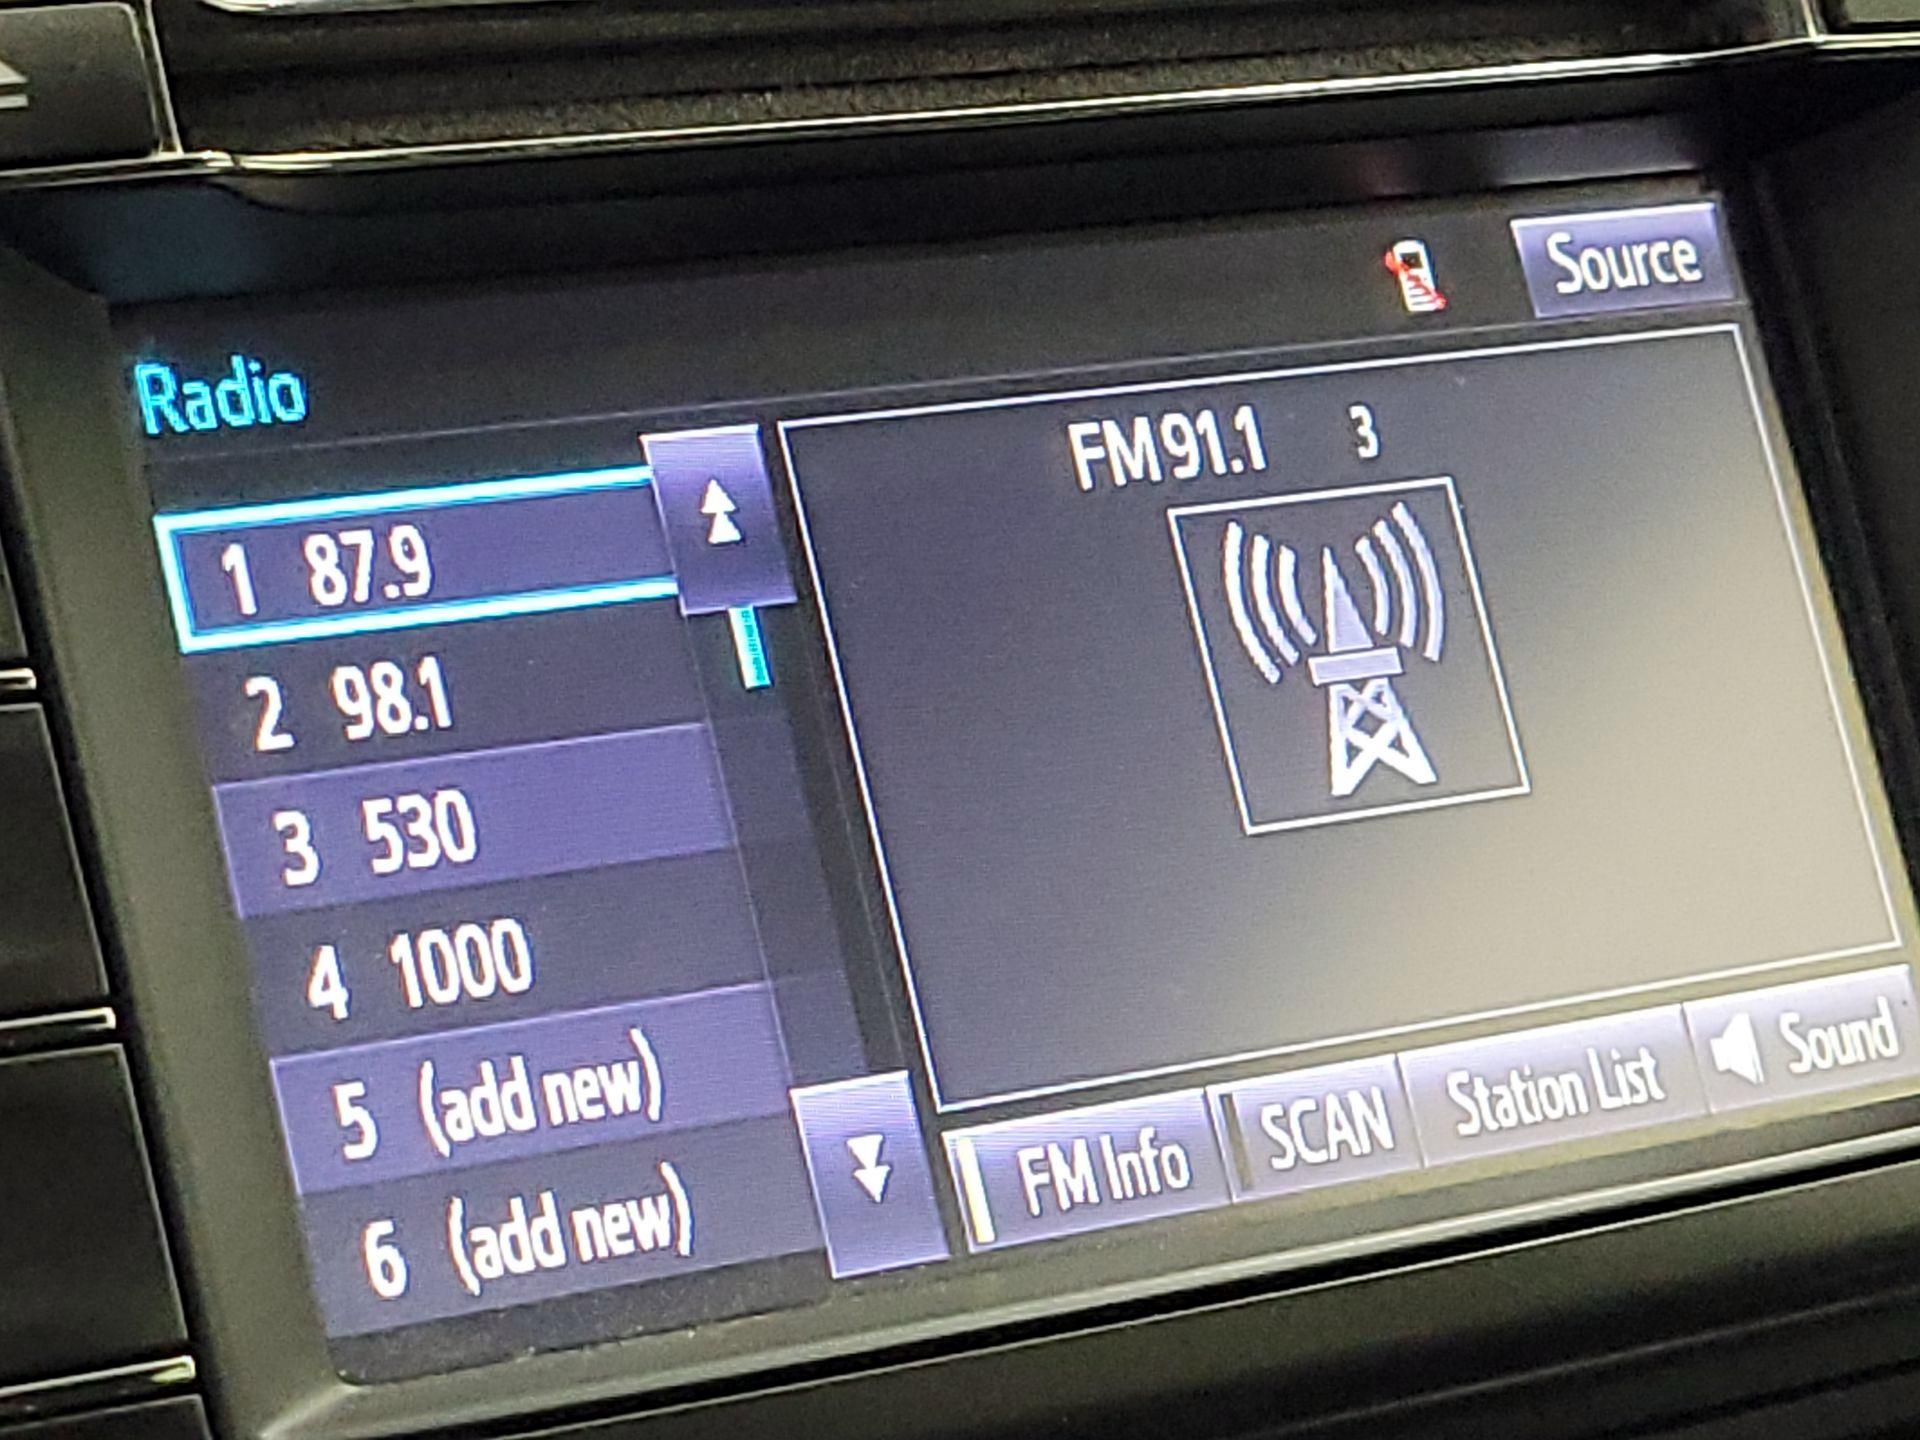 Source
Radio
FM91.1 3
1 87.9
2 98.1
3 530
4 1000
5 (add new)
6 (add new)
FM Info SCAN Station List Sound